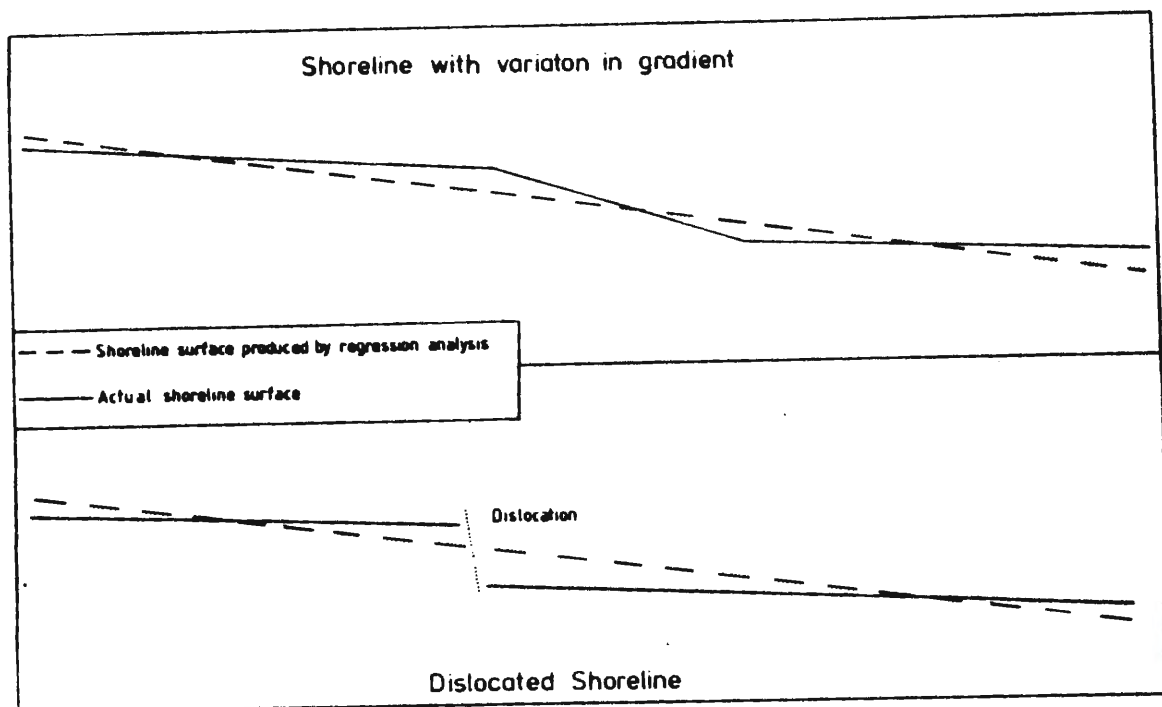 Shoreline with variaton in gradient
Shoreline surface produced by regression analysis
Actual shoreline surface
Dislocation
Dislocated Shoreline